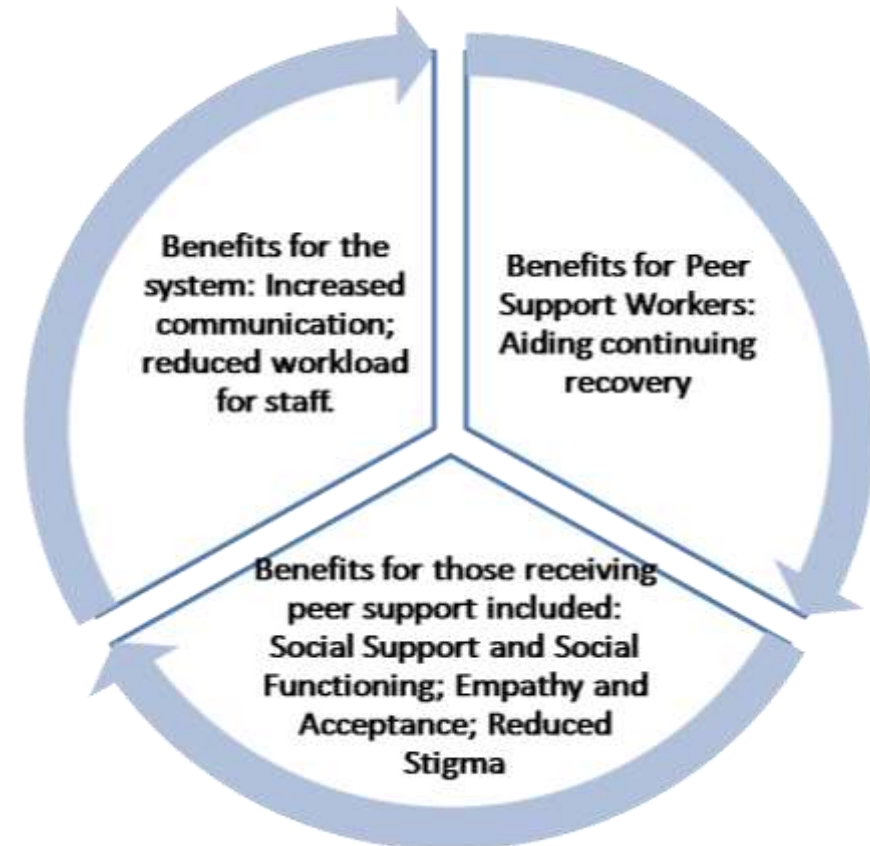 Benefits for the
system: Increased
communication;
reduced workload
for staff.
Benefits for Peer
Support Workers:
Aiding continuing
recovery
Benefits for those receiving
peer support included:
Social Support and Social
Functioning; Empathy and
Acceptance; Reduced
Stigma